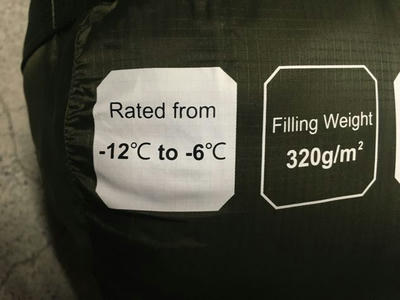 Rated from
-12℃ to -6℃
Filling Weight
320g/m²